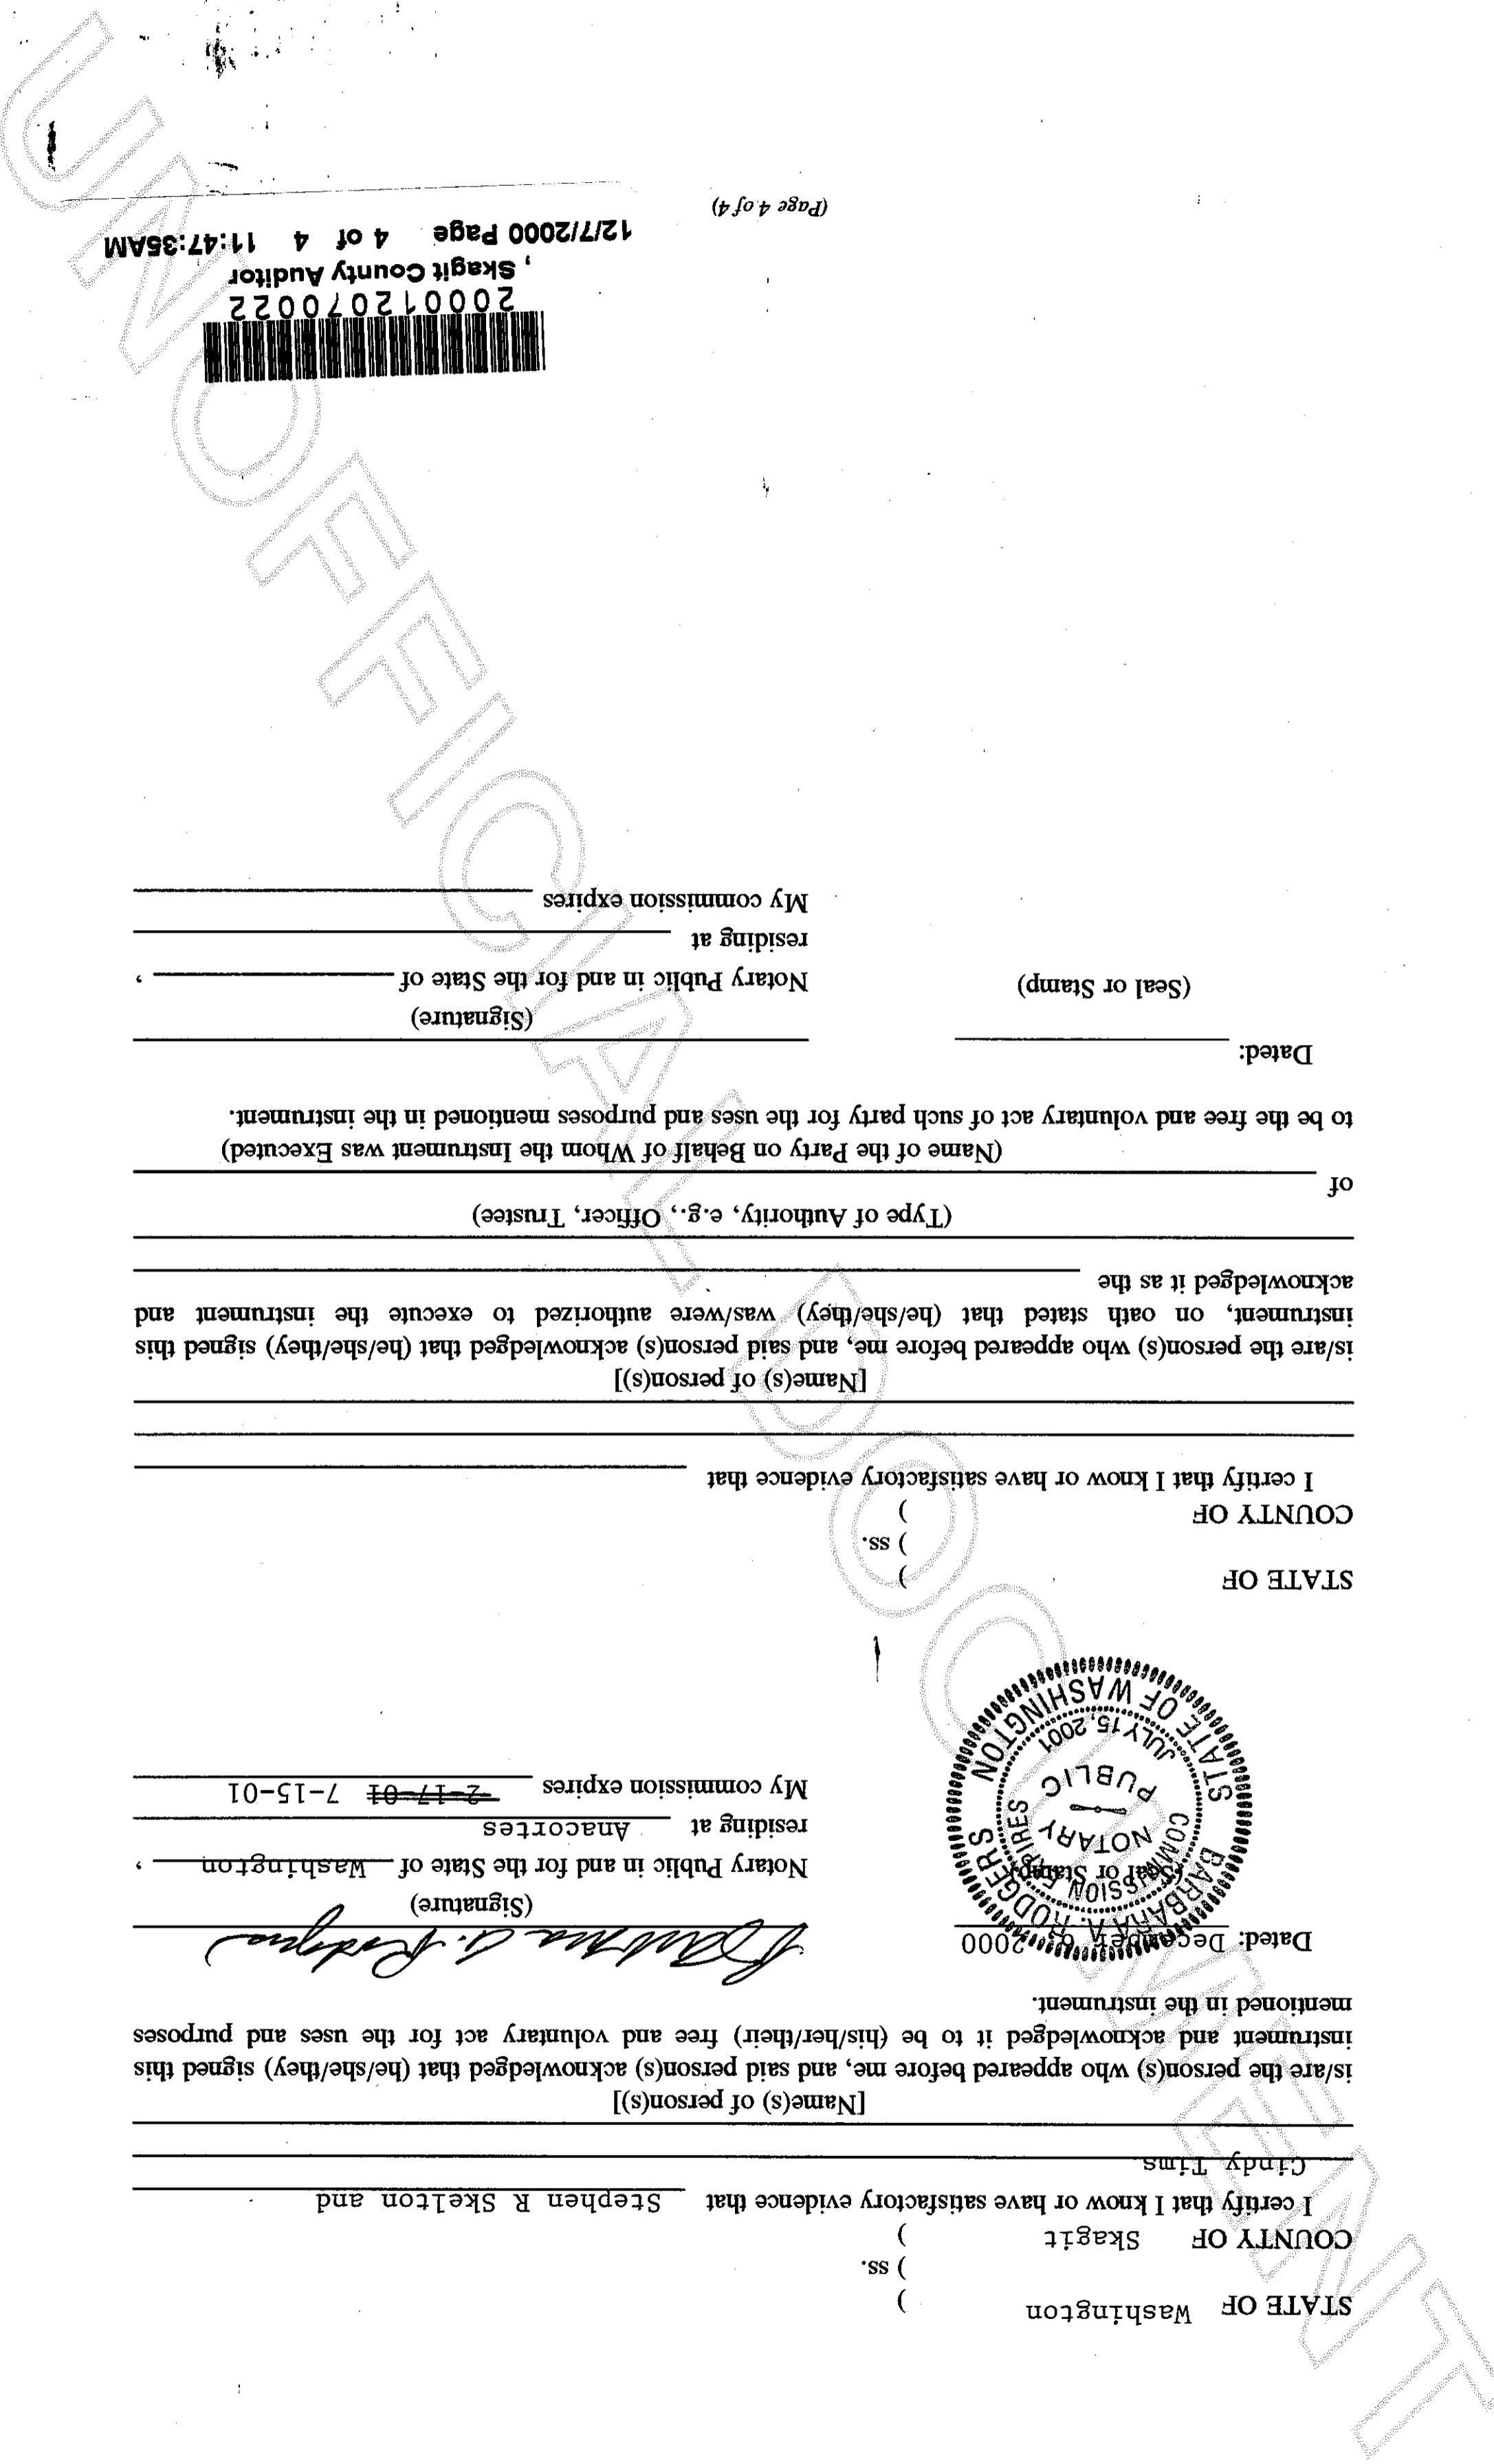 STATE OF Washington )
) ss.
COUNTY OF Skagit )
I certify that I know or have satisfactory evidence that Stephen R Skelton and
Cindy Tims
[Name(s) of person(s)]
is/are the person(s) who appeared before me, and said person(s) acknowledged that (he/she/they) signed this
instrument and acknowledged it to be (his/her/their) free and voluntary act for the uses and purposes
mentioned in the instrument.
Dated: December 2000
Barbara A. Rodgers
(Signature)
(Seal or Stamp)
BARBARA A. RODGERS
COMMISSION EXPIRES
NOTARY
PUBLIC
JULY 15, 2001
STATE OF WASHINGTON
Notary Public in and for the State of Washington ,
residing at Anacortes
My commission expires 2-17-01 7-15-01
STATE OF )
) ss.
COUNTY OF )
I certify that I know or have satisfactory evidence that
[Name(s) of person(s)]
is/are the person(s) who appeared before me, and said person(s) acknowledged that (he/she/they) signed this
instrument, on oath stated that (he/she/they) was/were authorized to execute the instrument and
acknowledged it as the
(Type of Authority, e.g., Officer, Trustee)
of
(Name of the Party on Behalf of Whom the Instrument was Executed)
to be the free and voluntary act of such party for the uses and purposes mentioned in the instrument.
Dated:
(Signature)
(Seal or Stamp)
Notary Public in and for the State of ,
residing at
My commission expires
200012070022
, Skagit County Auditor
12/7/2000 Page 4 of 4 11:47:35AM
(Page 4 of 4)
UNOFFICIAL DOCUMENT